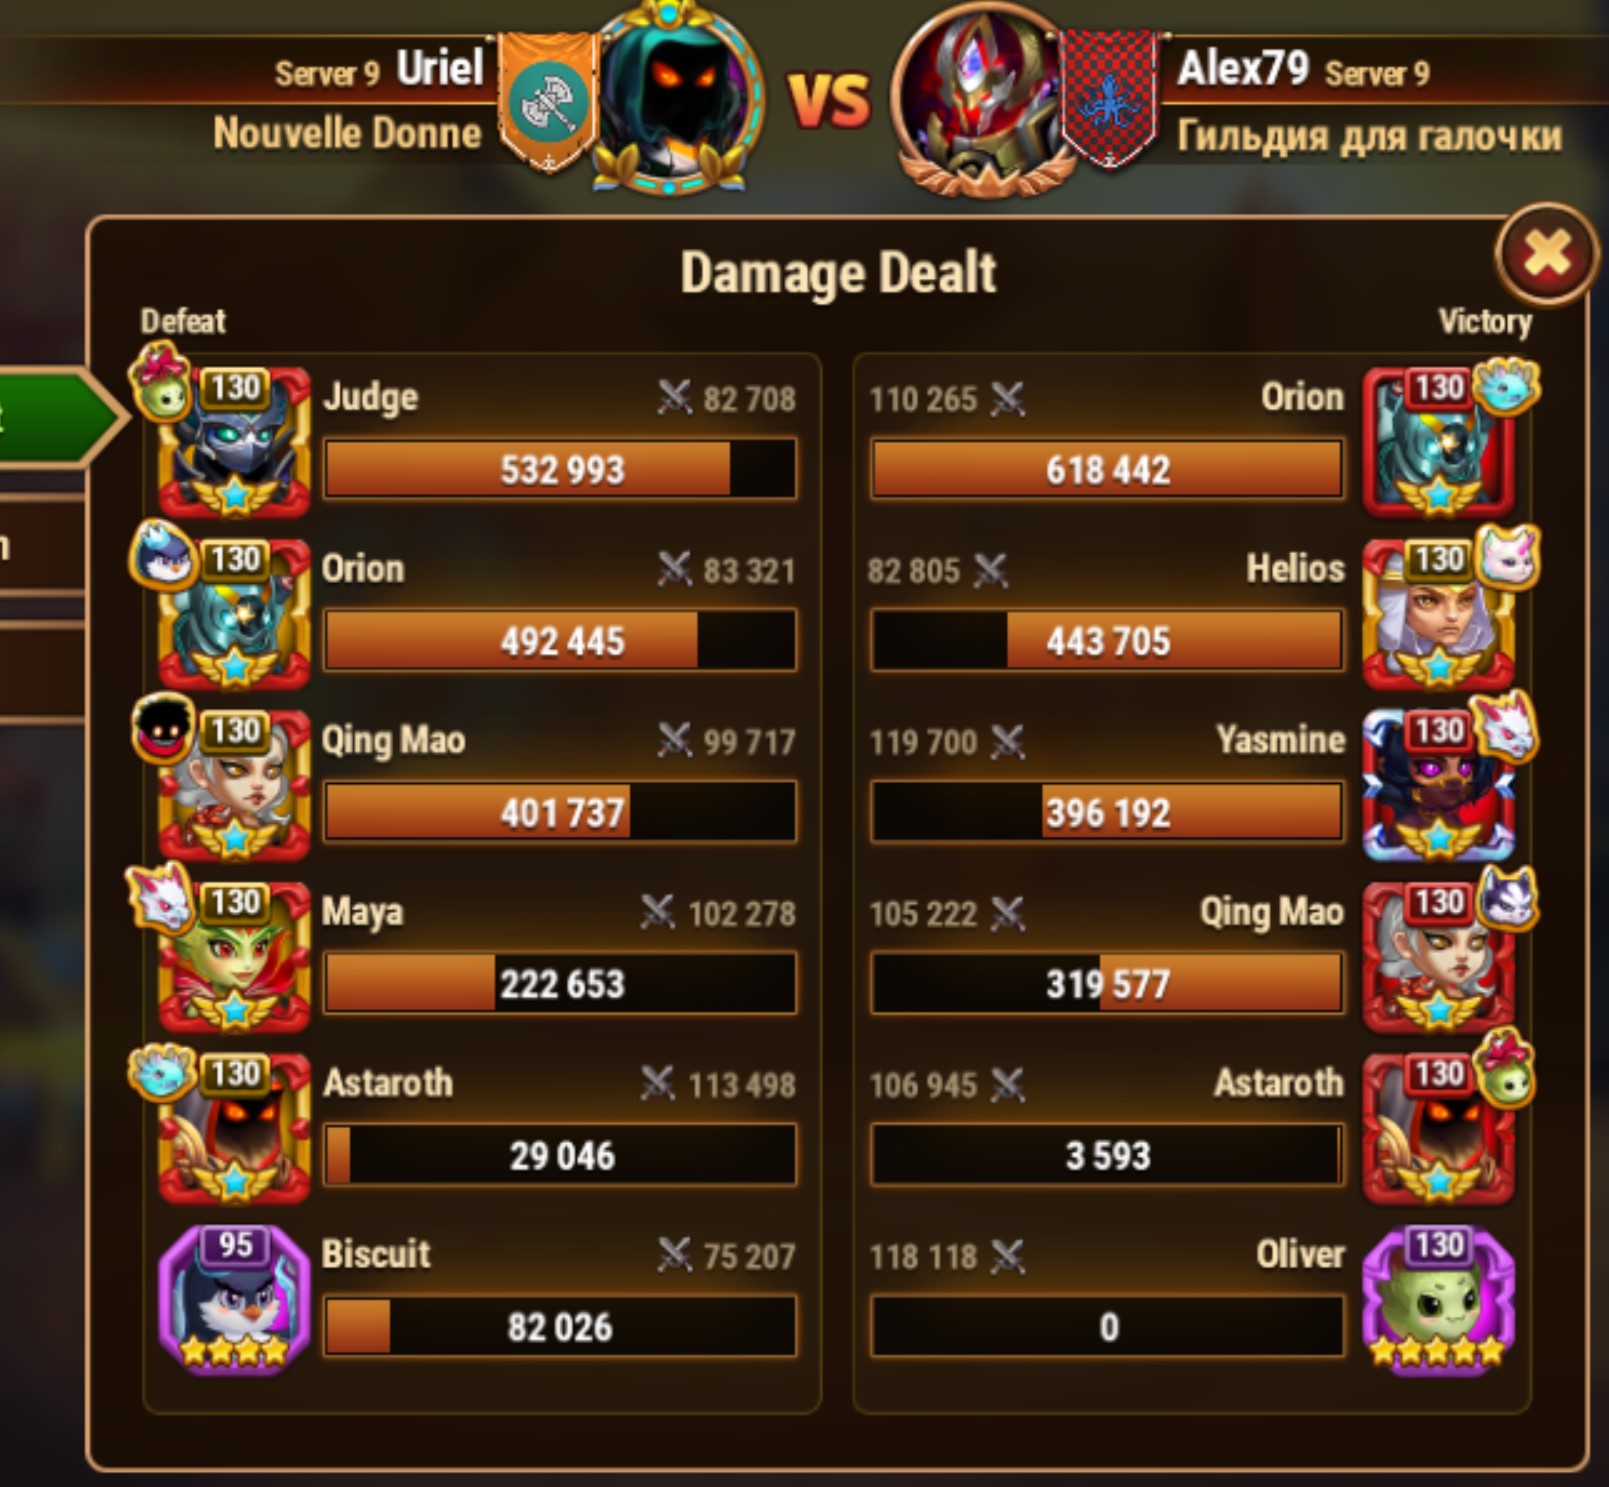 Server 9 Uriel
Nouvelle Donne
VS
Alex79 Server 9
Гильдия для галочки
Damage Dealt
Defeat
Victory
130 Judge 82 708
532 993
110 265 Orion 130
618 442
130 Orion 83 321
492 445
82 805 Helios 130
443 705
130 Qing Mao 99 717
401 737
119 700 Yasmine 130
396 192
130 Maya 102 278
222 653
105 222 Qing Mao 130
319 577
130 Astaroth 113 498
29 046
106 945 Astaroth 130
3 593
95 Biscuit 75 207
82 026
118 118 Oliver 130
0